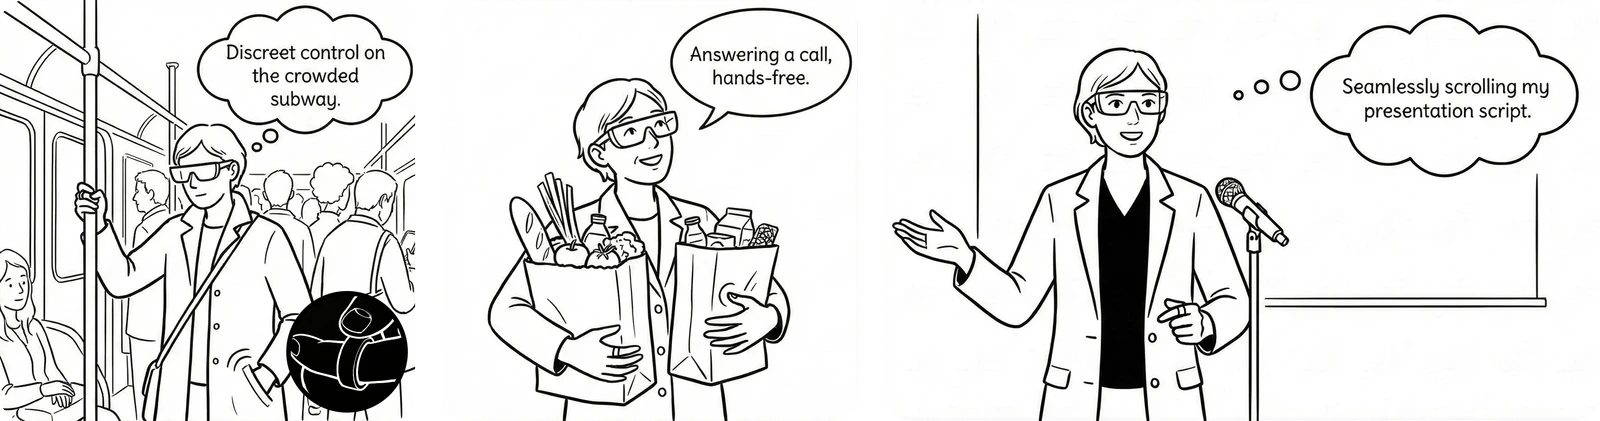 Discreet control on
the crowded
subway.
Answering a call,
hands-free.
Seamlessly scrolling my
presentation script.